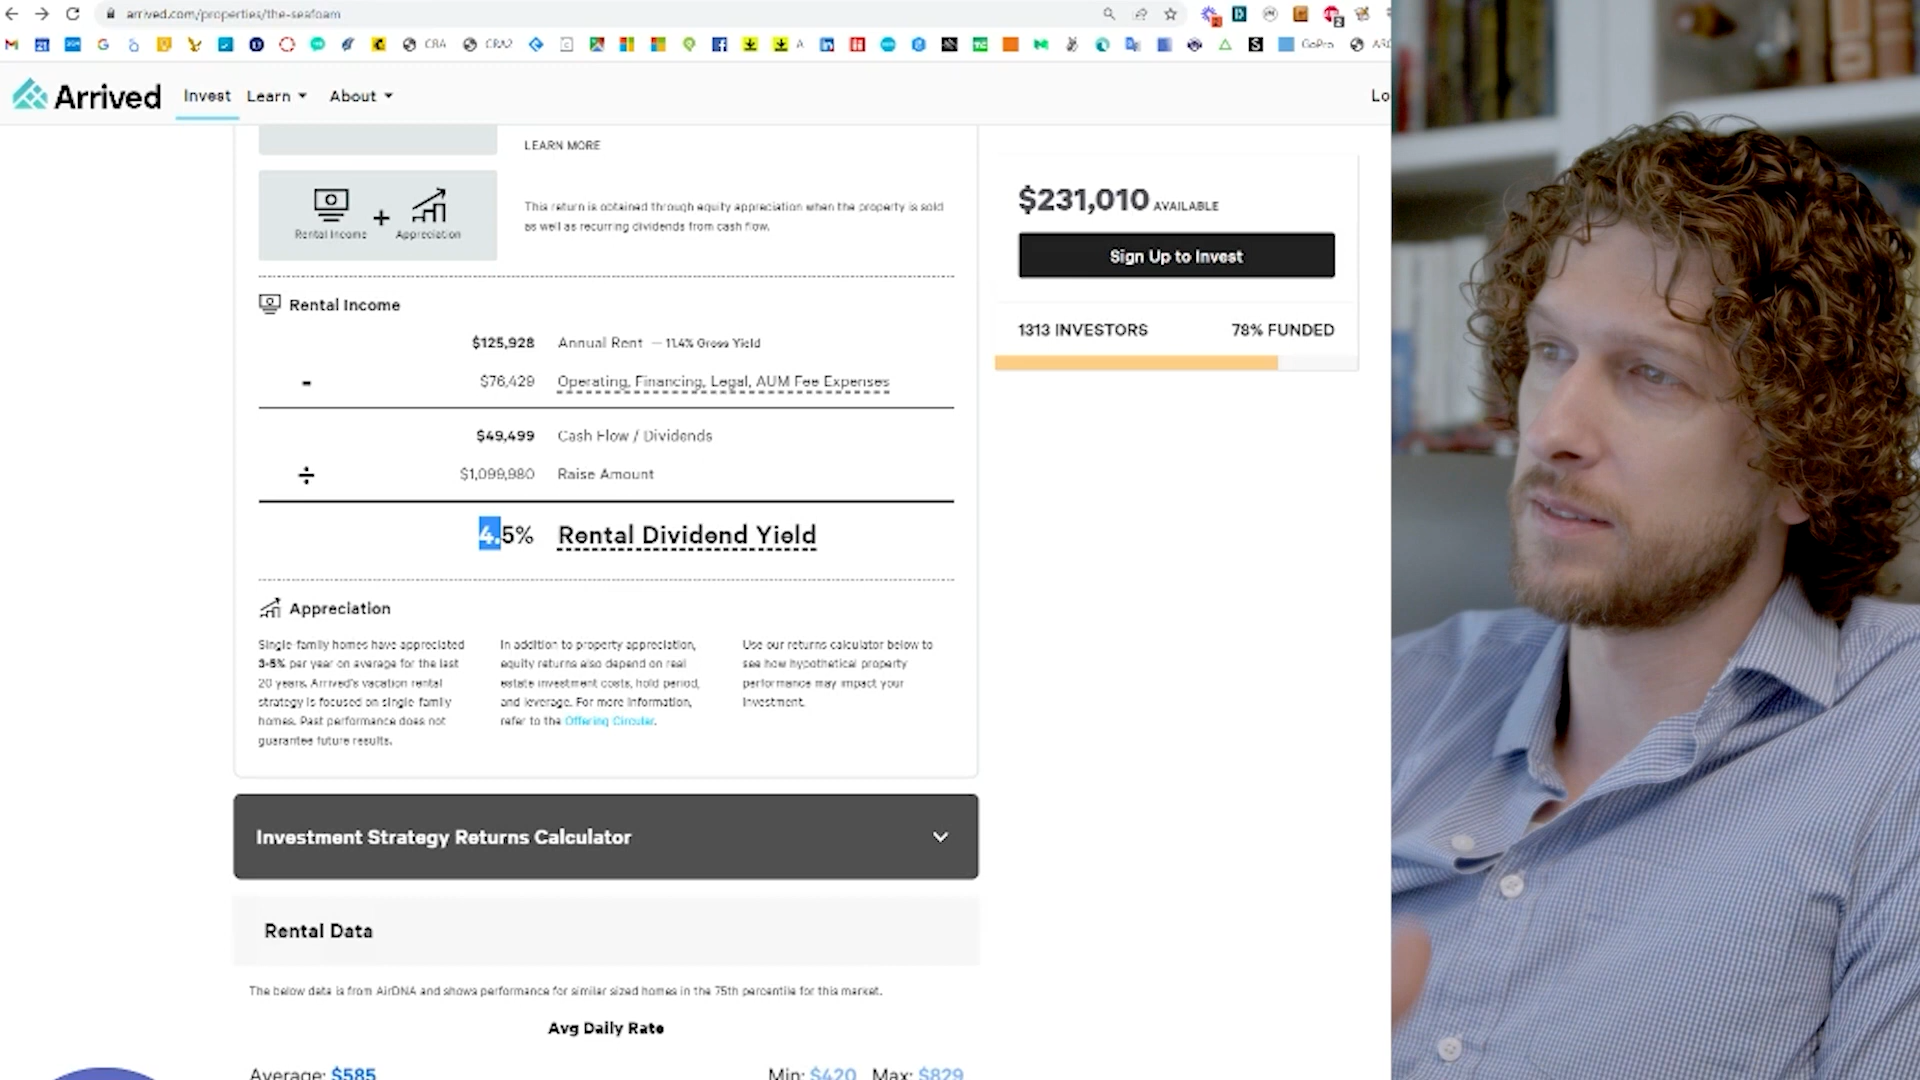 arrived.com/properties/the-seafoam
CRA
CRA2
A
GoPro
Arrived
Invest
Learn
About
Lo
LEARN MORE
Rental Income + Appreciation
This return is obtained through equity appreciation when the property is sold
as well as recurring dividends from cash flow.
$231,010 AVAILABLE
Sign Up to Invest
1313 INVESTORS
78% FUNDED
Rental Income
$125,928 Annual Rent — 11.4% Gross Yield
- $76,429 Operating, Financing, Legal, AUM Fee Expenses
$49,499 Cash Flow / Dividends
÷ $1,099,980 Raise Amount
4.5% Rental Dividend Yield
Appreciation
Single-family homes have appreciated
3-5% per year on average for the last
20 years. Arrived's vacation rental
strategy is focused on single family
homes. Past performance does not
guarantee future results.
In addition to property appreciation,
equity returns also depend on real
estate investment costs, hold period,
and leverage. For more information,
refer to the Offering Circular.
Use our returns calculator below to
see how hypothetical property
performance may impact your
investment.
Investment Strategy Returns Calculator
Rental Data
The below data is from AirDNA and shows performance for similar sized homes in the 75th percentile for this market.
Avg Daily Rate
Average: $585
Min: $420 Max: $829